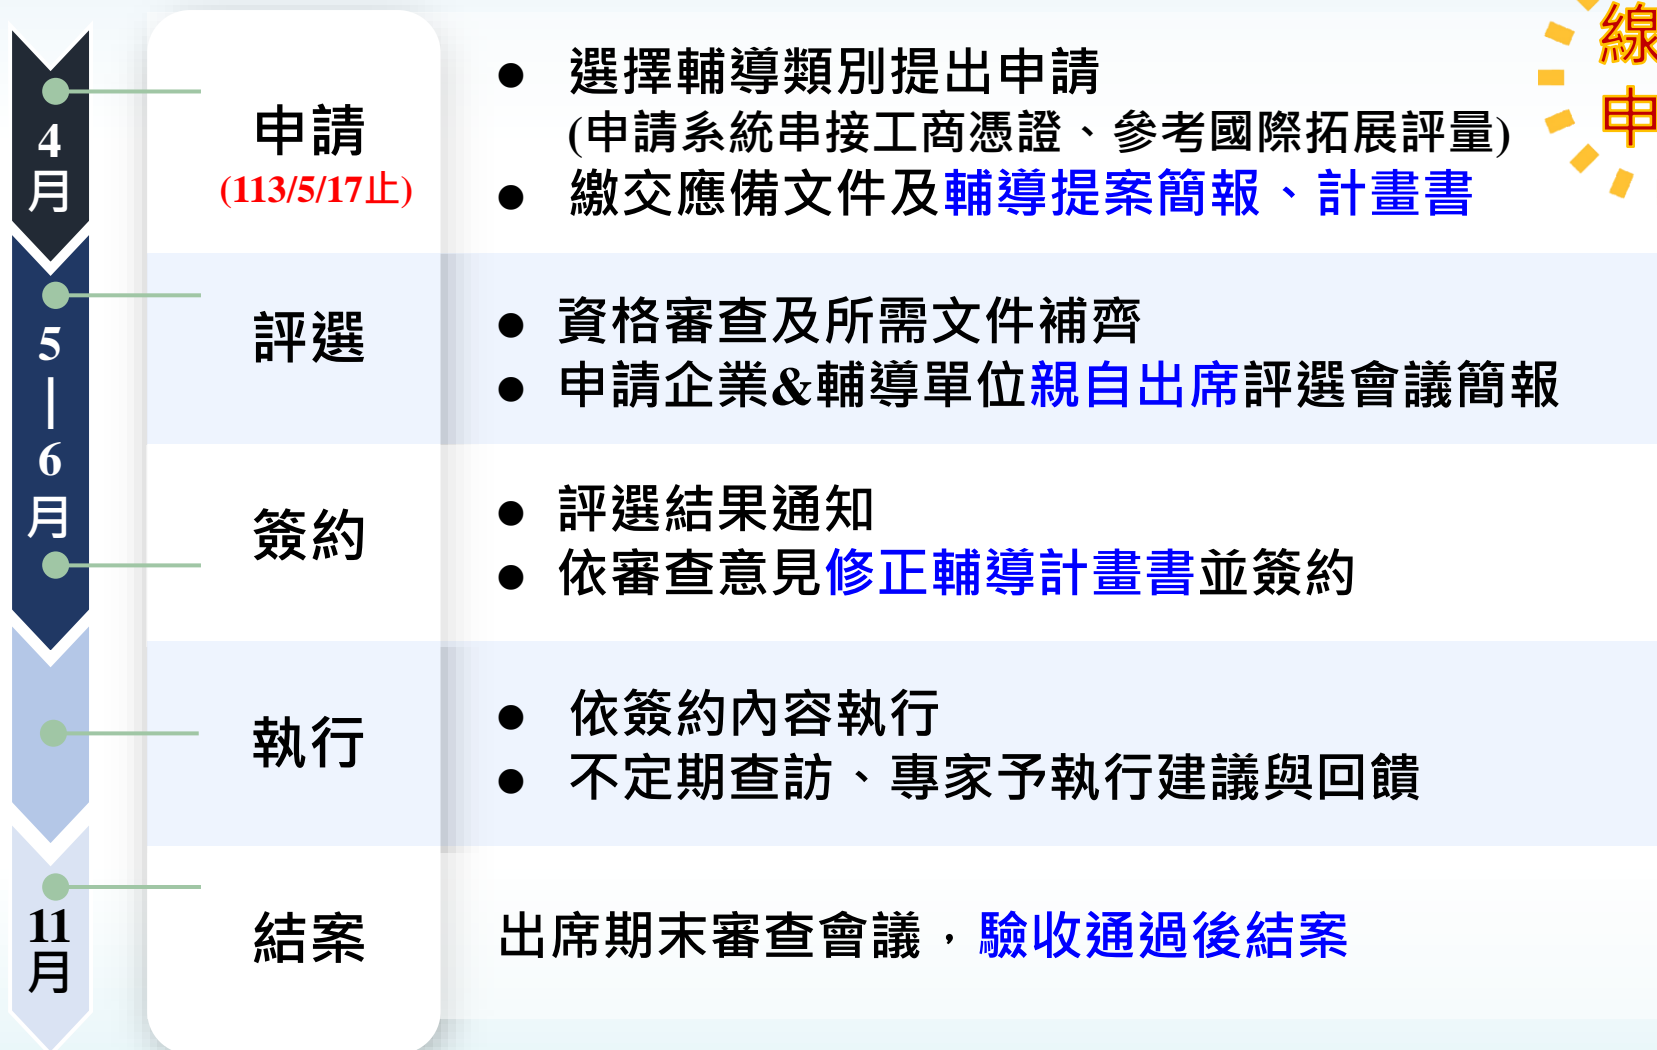 4
月
5
｜
6
月
11
月
申請
(113/5/17止)
● 選擇輔導類別提出申請
(申請系統串接工商憑證、參考國際拓展評量)
● 繳交應備文件及輔導提案簡報、計畫書
線
申
評選
● 資格審查及所需文件補齊
● 申請企業&輔導單位親自出席評選會議簡報
簽約
● 評選結果通知
● 依審查意見修正輔導計畫書並簽約
執行
● 依簽約內容執行
● 不定期查訪、專家予執行建議與回饋
結案
出席期末審查會議，驗收通過後結案